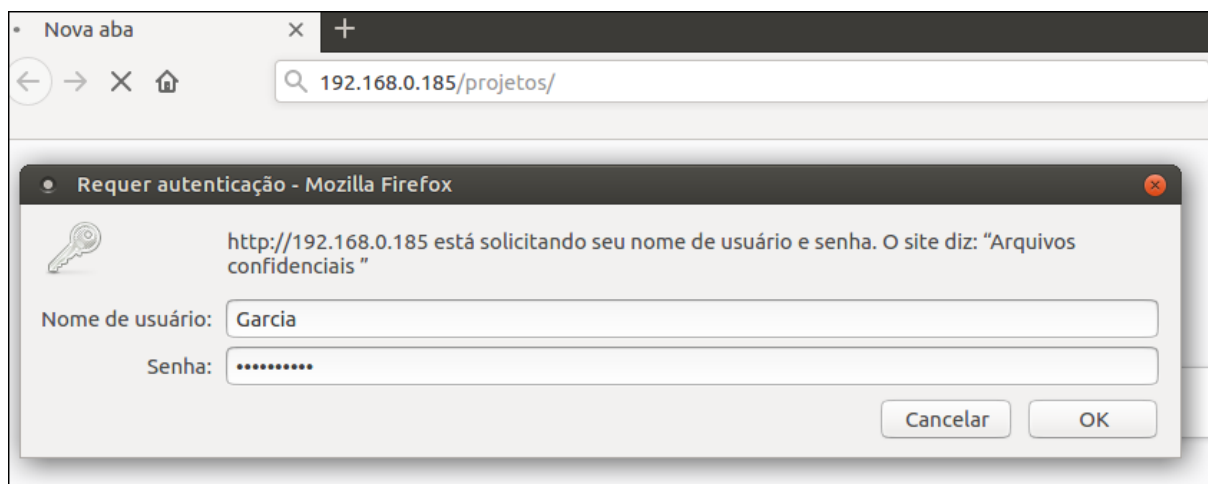 Nova aba
192.168.0.185/projetos/
Requer autenticação - Mozilla Firefox
http://192.168.0.185 está solicitando seu nome de usuário e senha. O site diz: “Arquivos
confidenciais ”
Nome de usuário: Garcia
Senha: ••••••••••
Cancelar OK